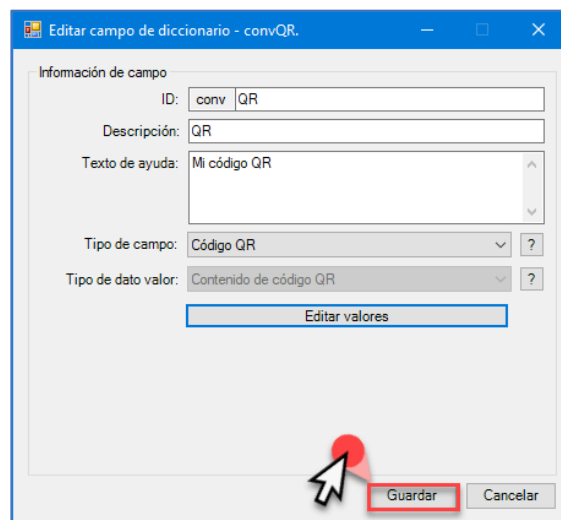 Editar campo de diccionario - convQR.
Información de campo
ID: conv QR
Descripción: QR
Texto de ayuda: Mi código QR
Tipo de campo: Código QR ?
Tipo de dato valor: Contenido de código QR ?
Editar valores
Guardar Cancelar